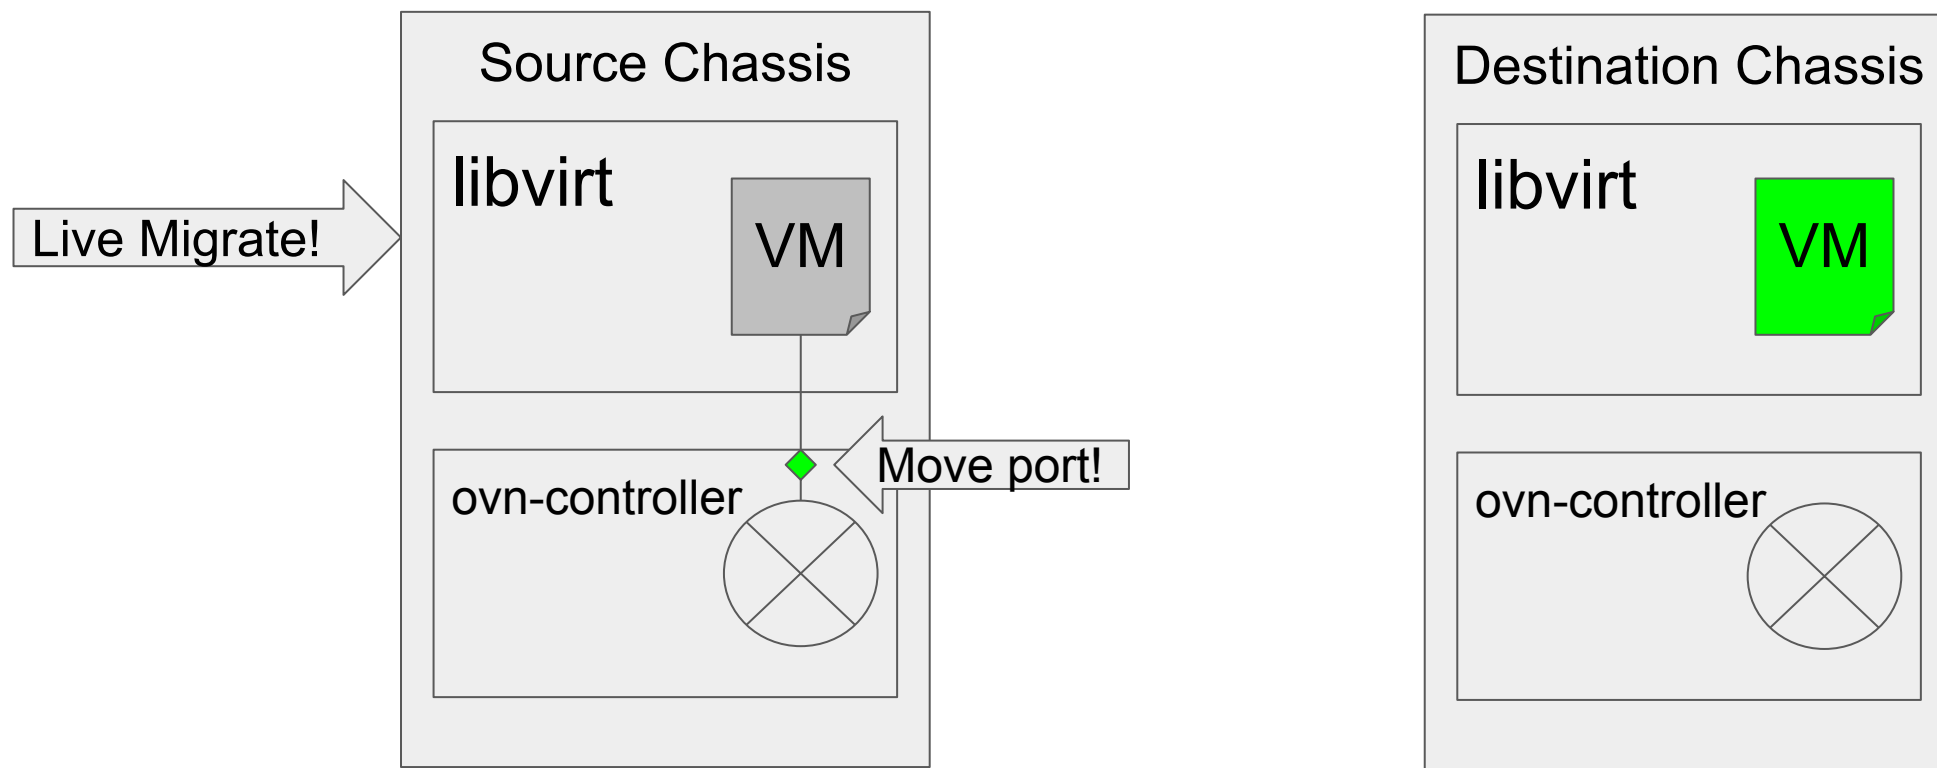 Source Chassis
libvirt
VM
Live Migrate!
Move port!
ovn-controller
Destination Chassis
libvirt
VM
ovn-controller